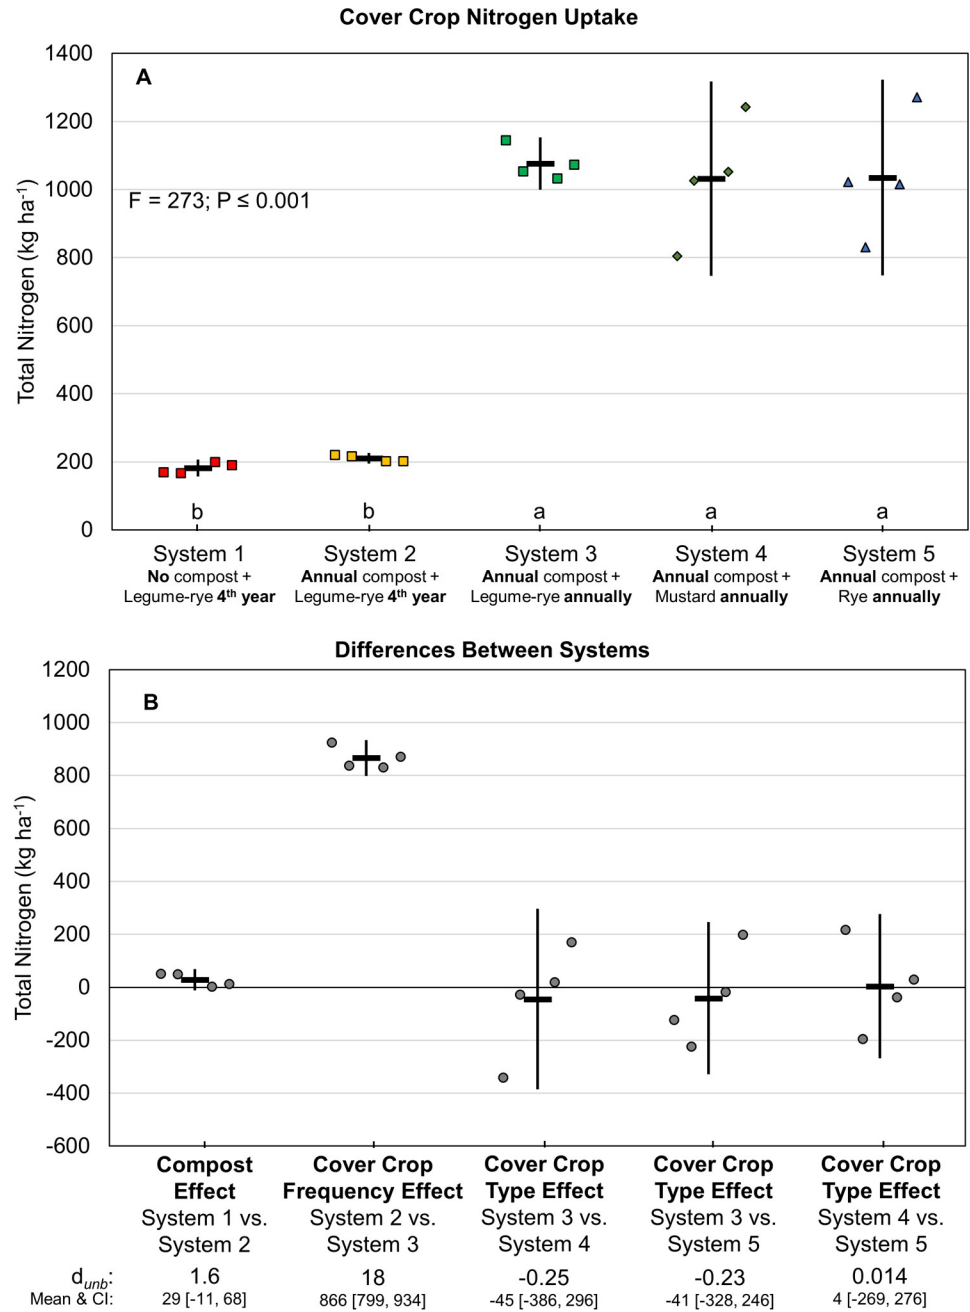 Cover Crop Nitrogen Uptake
A
1400
1200
1000
800
600
400
200
0
Total Nitrogen (kg ha-1)
F = 273; P ≤ 0.001
b b a a a
System 1 System 2 System 3 System 4 System 5
No compost + Annual compost + Annual compost + Annual compost + Annual compost +
Legume-rye 4th year Legume-rye 4th year Legume-rye annually Mustard annually Rye annually
Differences Between Systems
B
1200
1000
800
600
400
200
0
-200
-400
-600
Total Nitrogen (kg ha-1)
Compost Cover Crop Cover Crop Cover Crop Cover Crop
Effect Frequency Effect Type Effect Type Effect Type Effect
System 1 vs. System 2 vs. System 3 vs. System 3 vs. System 4 vs.
System 2 System 3 System 4 System 5 System 5
dunb: 1.6 18 -0.25 -0.23 0.014
Mean & CI: 29 [-11, 68] 866 [799, 934] -45 [-386, 296] -41 [-328, 246] 4 [-269, 276]